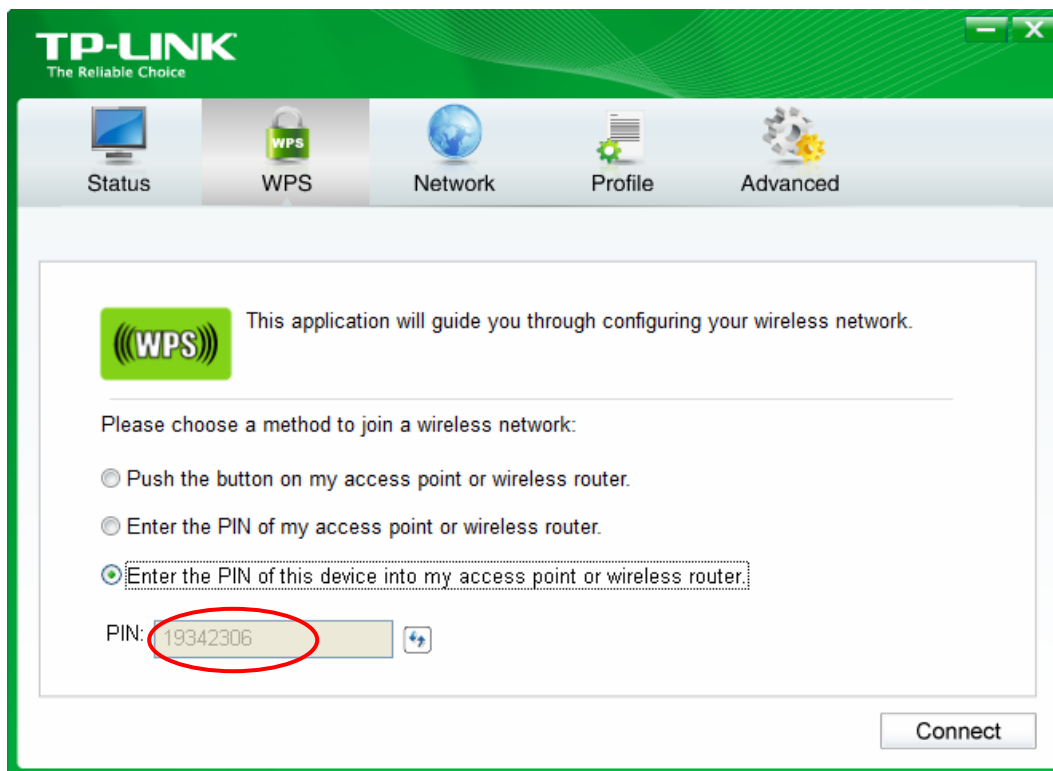 TP-LINK
The Reliable Choice
Status WPS Network Profile Advanced
WPS
(((WPS)))
This application will guide you through configuring your wireless network.
Please choose a method to join a wireless network:
Push the button on my access point or wireless router.
Enter the PIN of my access point or wireless router.
Enter the PIN of this device into my access point or wireless router.
PIN: 19342306
Connect